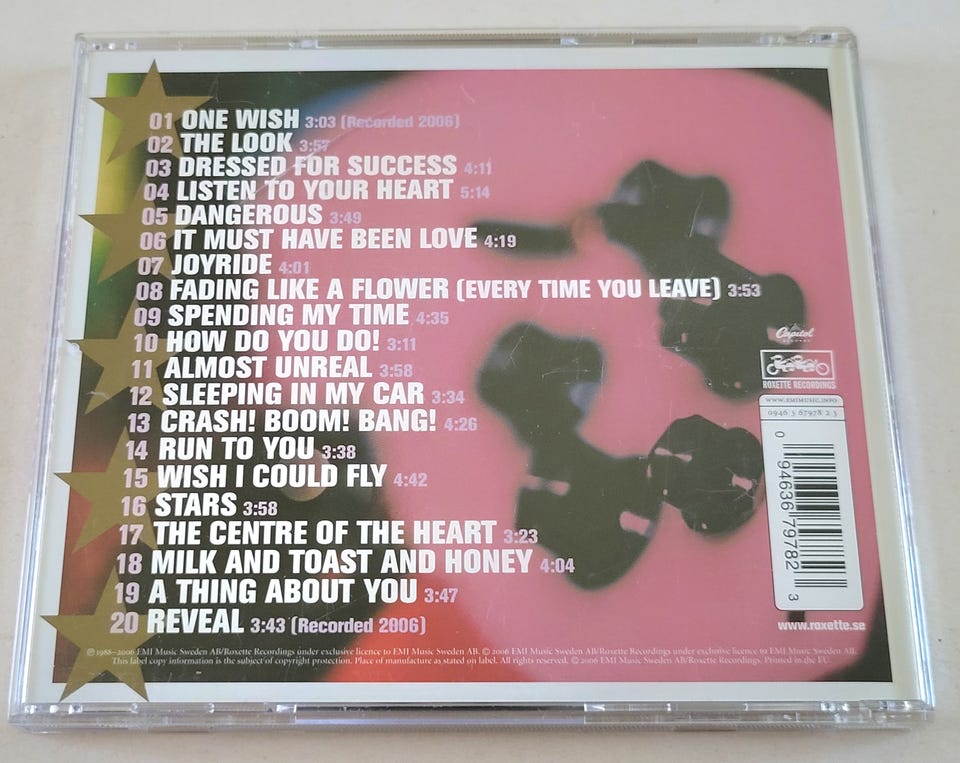 01 ONE WISH 3:03 (Recorded 2006)
02 THE LOOK 3:57
03 DRESSED FOR SUCCESS 4:11
04 LISTEN TO YOUR HEART 5:14
05 DANGEROUS 3:49
06 IT MUST HAVE BEEN LOVE 4:19
07 JOYRIDE 4:01
08 FADING LIKE A FLOWER (EVERY TIME YOU LEAVE) 3:53
09 SPENDING MY TIME 4:35
10 HOW DO YOU DO! 3:11
11 ALMOST UNREAL 3:58
12 SLEEPING IN MY CAR 3:34
13 CRASH! BOOM! BANG! 4:26
14 RUN TO YOU 3:38
15 WISH I COULD FLY 4:42
16 STARS 3:58
17 THE CENTRE OF THE HEART 3:23
18 MILK AND TOAST AND HONEY 4:04
19 A THING ABOUT YOU 3:47
20 REVEAL 3:43 (Recorded 2006)
Capitol
RECORDS
ROXETTE RECORDINGS
WWW.EMIMUSIC.INFO
0946 3 67978 2 3
0 94636 79782 3
www.roxette.se
℗ 1988–2006 EMI Music Sweden AB/Roxette Recordings under exclusive licence to EMI Music Sweden AB. © 2006 EMI Music Sweden AB/Roxette Recordings under exclusive licence to EMI Music Sweden AB.
This label copy information is the subject of copyright protection. Place of manufacture as stated on label. All rights reserved. © 2006 EMI Music Sweden AB/Roxette Recordings. Printed in the EU.